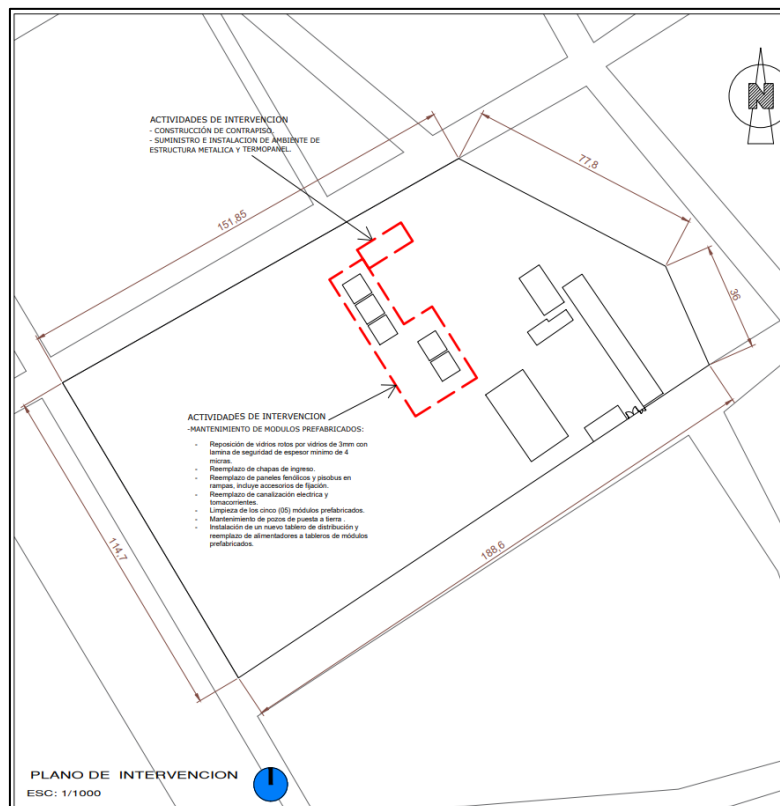 N
ACTIVIDADES DE INTERVENCION
- CONSTRUCCIÓN DE CONTRAPISO.
- SUMINISTRO E INSTALACION DE AMBIENTE DE
ESTRUCTURA METALICA Y TERMOPANEL.
77,8
151,85
36
ACTIVIDADES DE INTERVENCION
-MANTENIMIENTO DE MODULOS PREFABRICADOS:
- Reposición de vidrios rotos por vidrios de 3mm con
lamina de seguridad de espesor minimo de 4
micras.
- Reemplazo de chapas de ingreso.
- Reemplazo de paneles fenólicos y pisobus en
rampas, incluye accesorios de fijación.
- Reemplazo de canalización electrica y
tomacorrientes.
- Limpieza de los cinco (05) módulos prefabricados.
- Mantenimiento de pozos de puesta a tierra .
- Instalación de un nuevo tablero de distribución y
reemplazo de alimentadores a tableros de módulos
prefabricados.
114,7
188,6
PLANO DE INTERVENCION
ESC: 1/1000